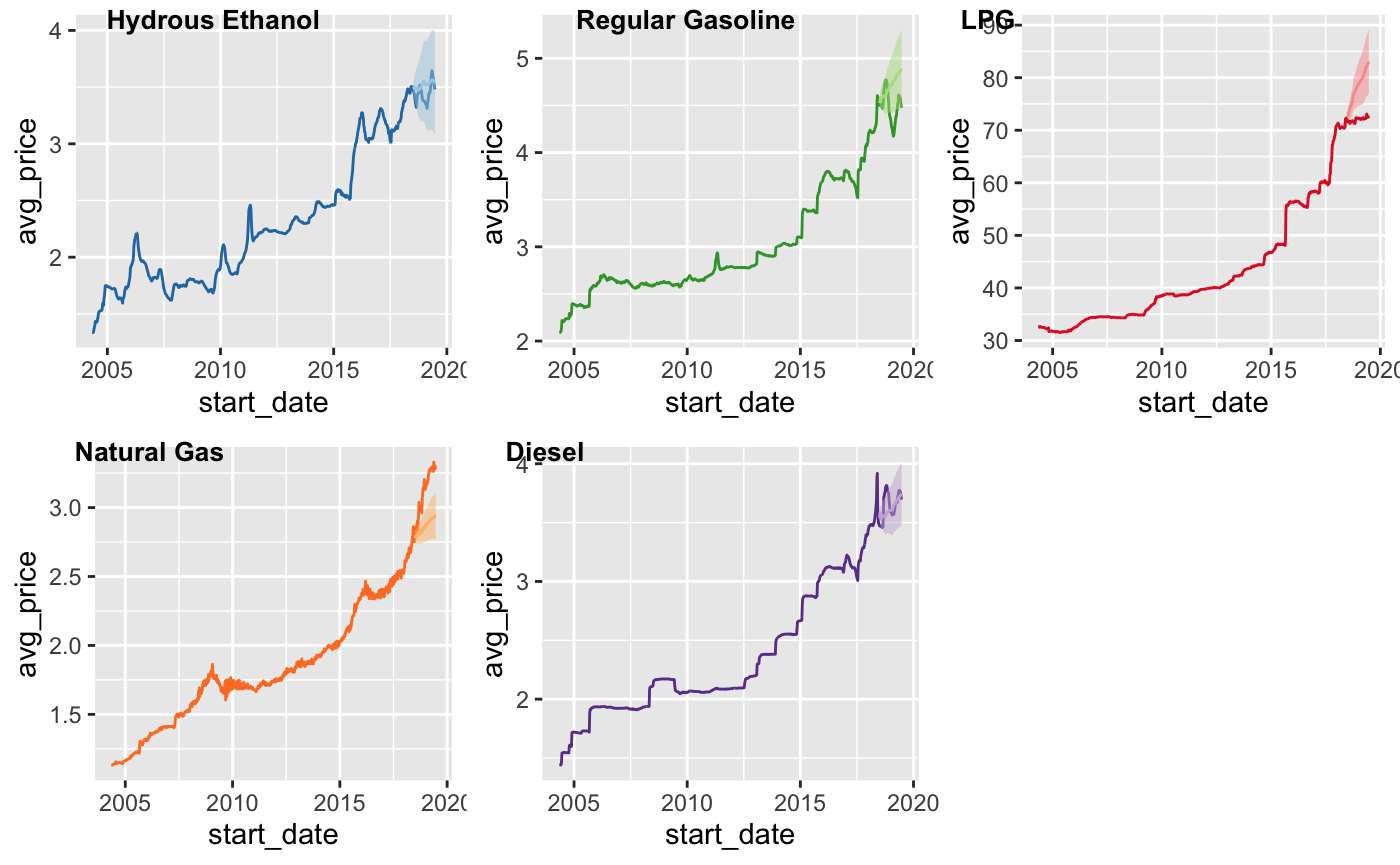 Hydrous Ethanol
4
3
2
avg_price
2005 2010 2015 2020
start_date
Regular Gasoline
5
4
3
2
avg_price
2005 2010 2015 2020
start_date
LPG
90
80
70
60
50
40
30
avg_price
2005 2010 2015 2020
start_date
Natural Gas
3.0
2.5
2.0
1.5
avg_price
2005 2010 2015 2020
start_date
Diesel
4
3
2
avg_price
2005 2010 2015 2020
start_date